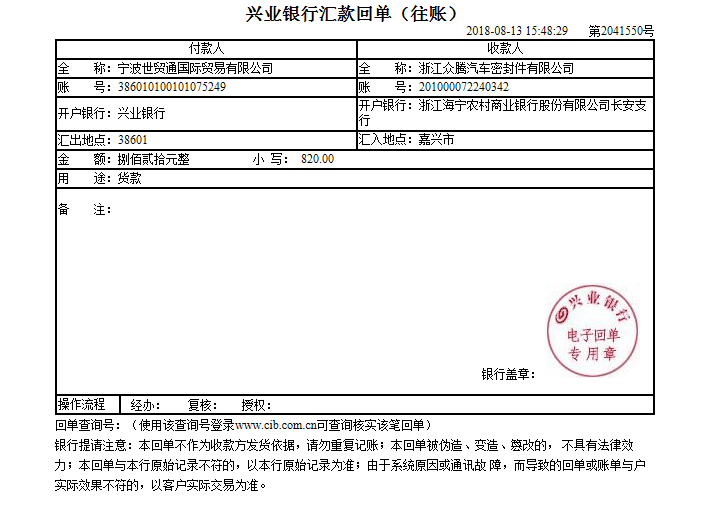 兴业银行汇款回单（往账）
2018-08-13 15:48:29 第2041550号
付款人 收款人
全 称：宁波世贸通国际贸易有限公司 全 称：浙江众腾汽车密封件有限公司
账 号：386010100101075249 账 号：201000072240342
开户银行：兴业银行 开户银行：浙江海宁农村商业银行股份有限公司长安支
行
汇出地点：38601 汇入地点：嘉兴市
金 额：捌佰贰拾元整 小 写： 820.00
用 途：货款
备 注：
兴业银行
电子回单
专用章
银行盖章：
操作流程 经办： 复核： 授权：
回单查询号：（使用该查询号登录www.cib.com.cn可查询核实该笔回单）
银行提请注意：本回单不作为收款方发货依据，请勿重复记账；本回单被伪造、变造、篡改的，不具有法律效
力；本回单与本行原始记录不符的，以本行原始记录为准；由于系统原因或通讯故 障，而导致的回单或账单与户
实际效果不符的，以客户实际交易为准。